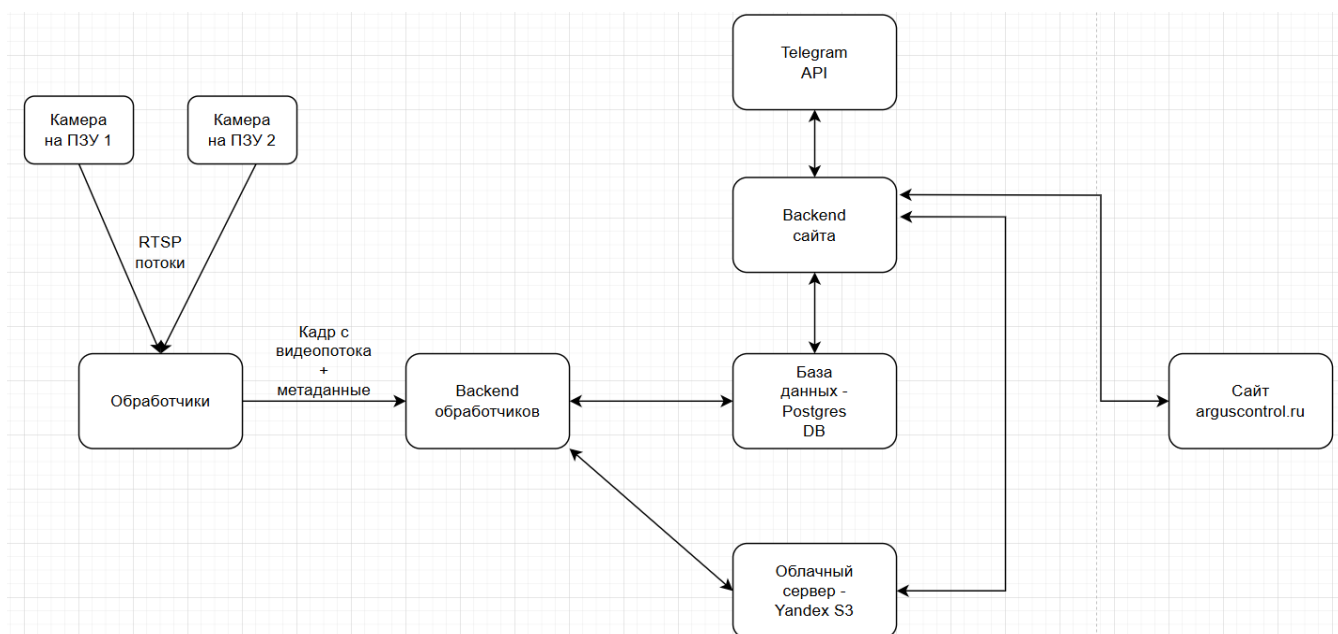 Telegram
API
Камера
на ПЗУ 1
Камера
на ПЗУ 2
Backend
сайта
RTSP
потоки
Кадр с
видеопотока
+
метаданные
Обработчики
Backend
обработчиков
База
данных -
Postgres
DB
Сайт
arguscontrol.ru
Облачный
сервер -
Yandex S3